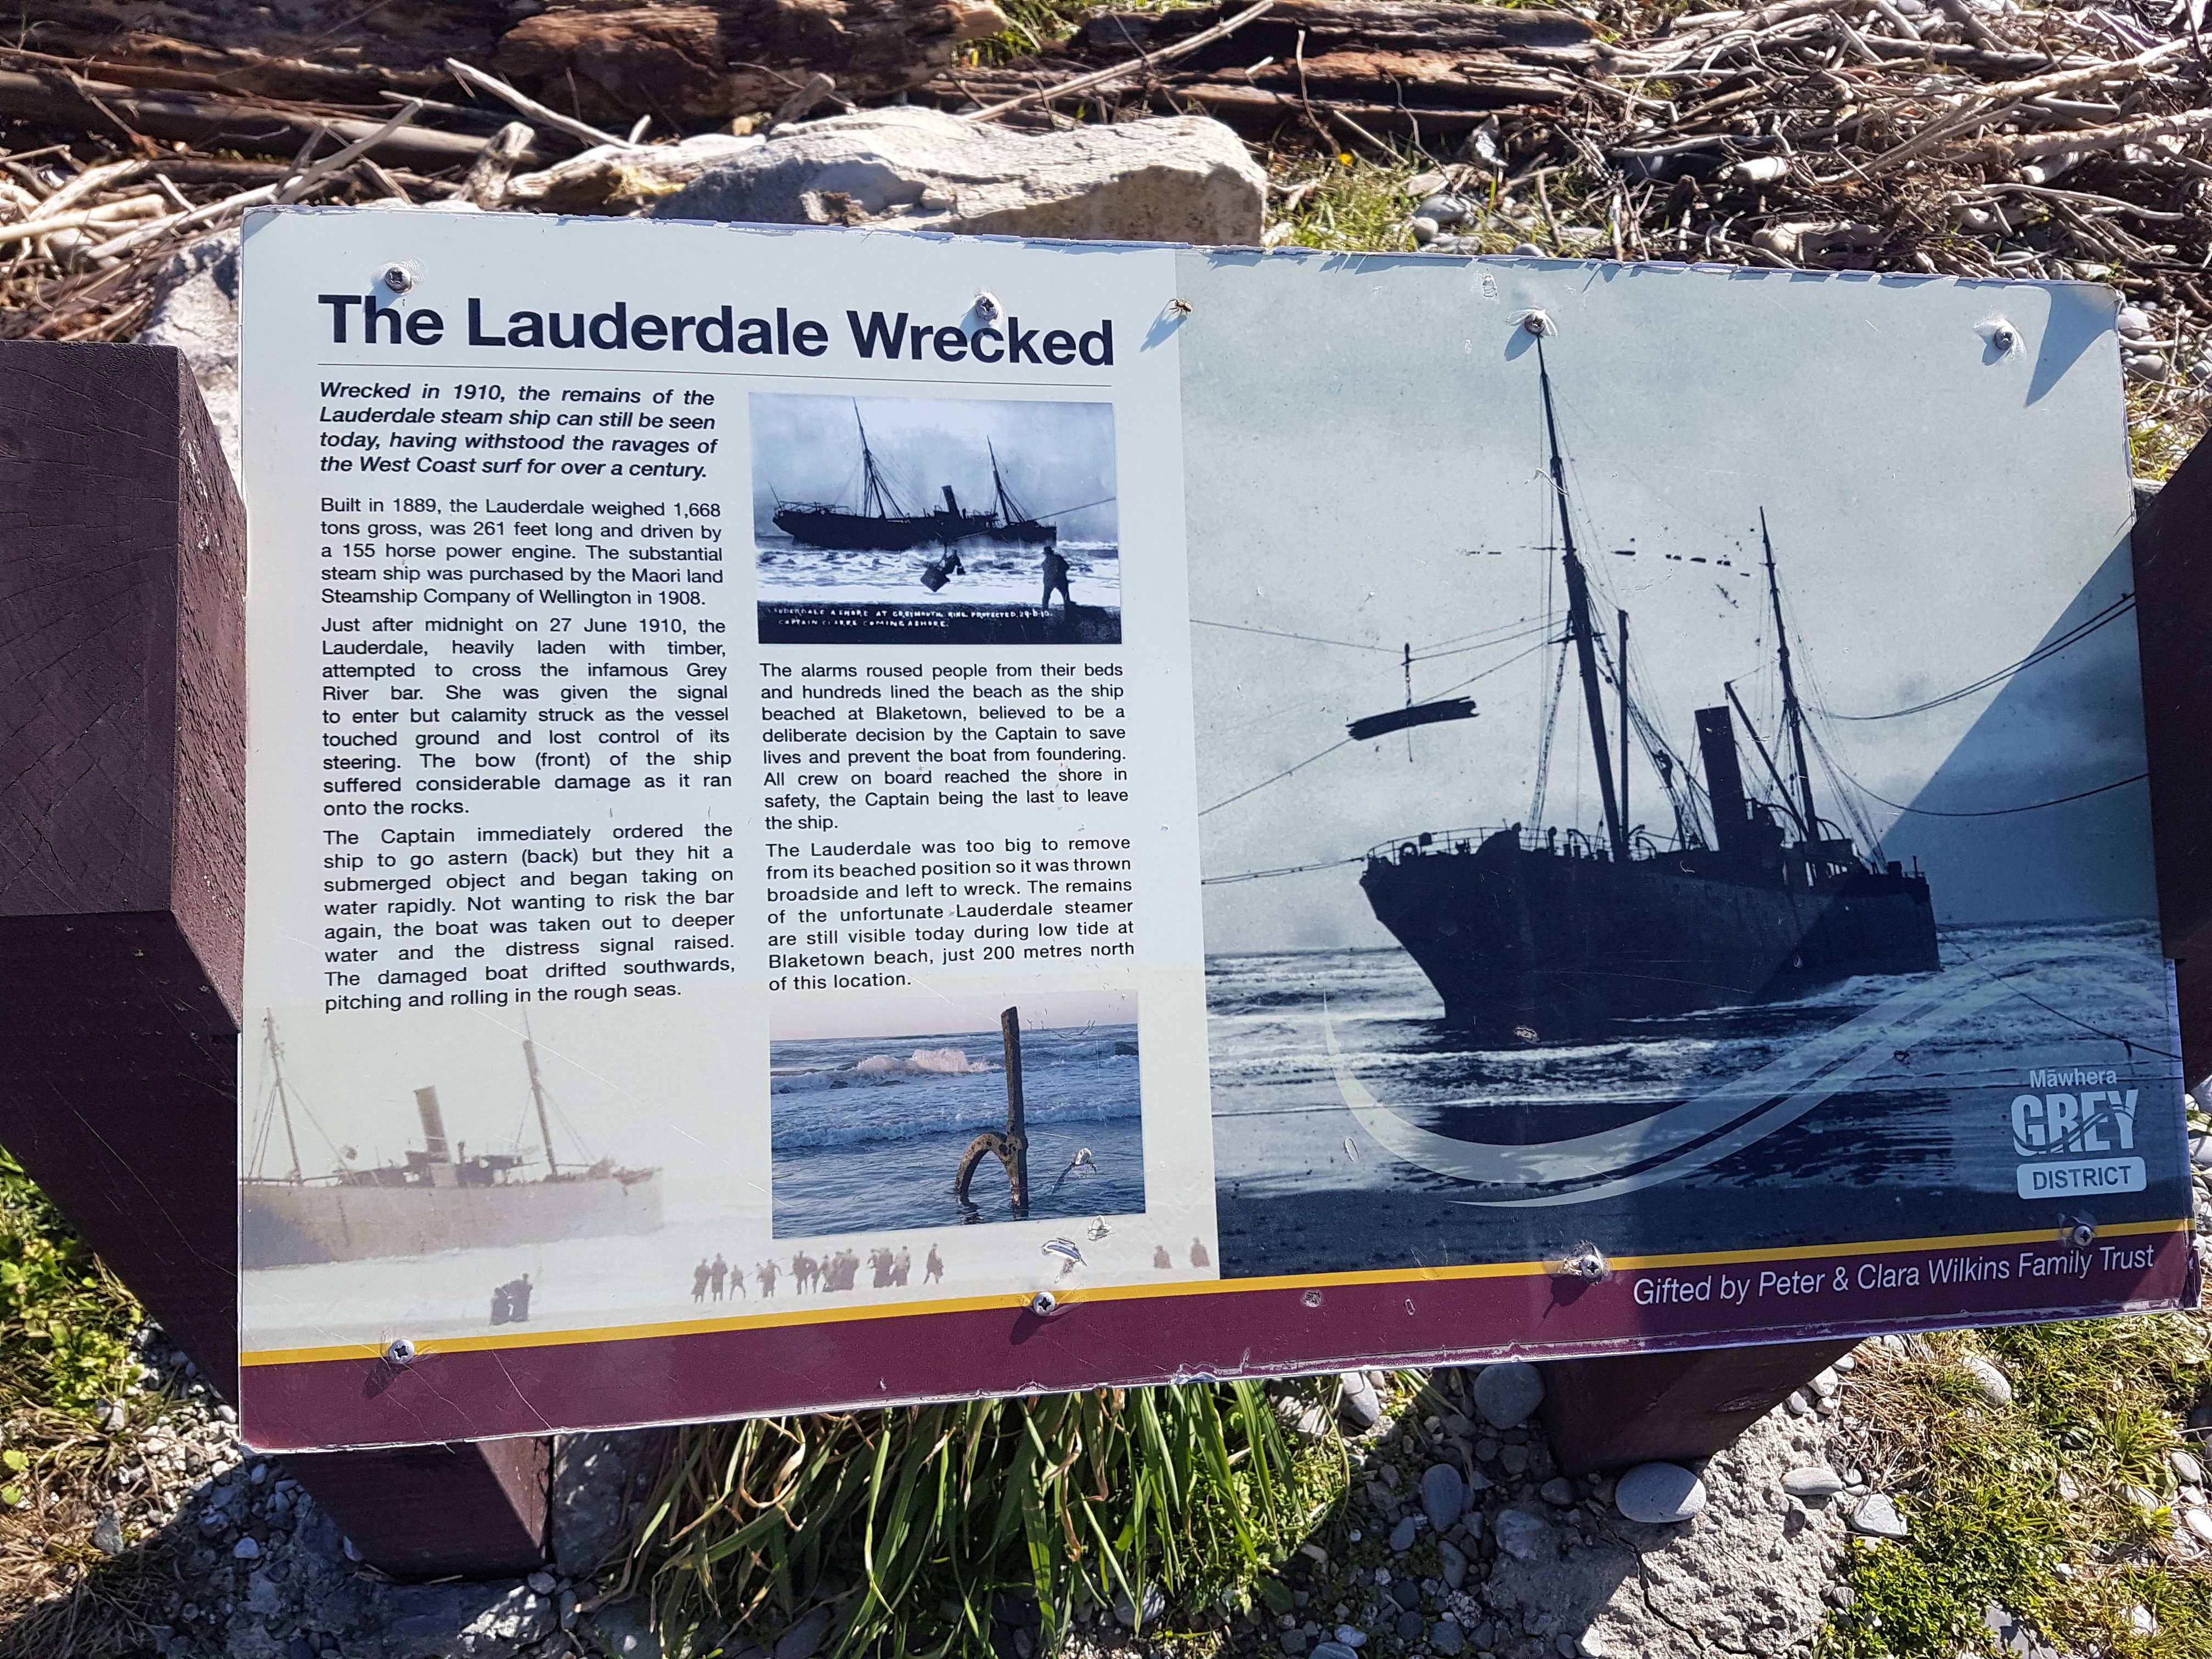 The Lauderdale Wrecked
Wrecked in 1910, the remains of the
Lauderdale steam ship can still be seen
today, having withstood the ravages of
the West Coast surf for over a century.
Built in 1889, the Lauderdale weighed 1,668
tons gross, was 261 feet long and driven by
a 155 horse power engine. The substantial
steam ship was purchased by the Maori land
Steamship Company of Wellington in 1908.
Just after midnight on 27 June 1910, the
Lauderdale, heavily laden with timber,
attempted to cross the infamous Grey
River bar. She was given the signal
to enter but calamity struck as the vessel
touched ground and lost control of its
steering. The bow (front) of the ship
suffered considerable damage as it ran
onto the rocks.
The Captain immediately ordered the
ship to go astern (back) but they hit a
submerged object and began taking on
water rapidly. Not wanting to risk the bar
again, the boat was taken out to deeper
water and the distress signal raised.
The damaged boat drifted southwards,
pitching and rolling in the rough seas.
ASHORE AT GREYMOUTH. RING PROTECTED.
CAPTAIN CLARKE COMING ASHORE.
The alarms roused people from their beds
and hundreds lined the beach as the ship
beached at Blaketown, believed to be a
deliberate decision by the Captain to save
lives and prevent the boat from foundering.
All crew on board reached the shore in
safety, the Captain being the last to leave
the ship.
The Lauderdale was too big to remove
from its beached position so it was thrown
broadside and left to wreck. The remains
of the unfortunate Lauderdale steamer
are still visible today during low tide at
Blaketown beach, just 200 metres north
of this location.
Māwhera
GREY
DISTRICT
Gifted by Peter & Clara Wilkins Family Trust